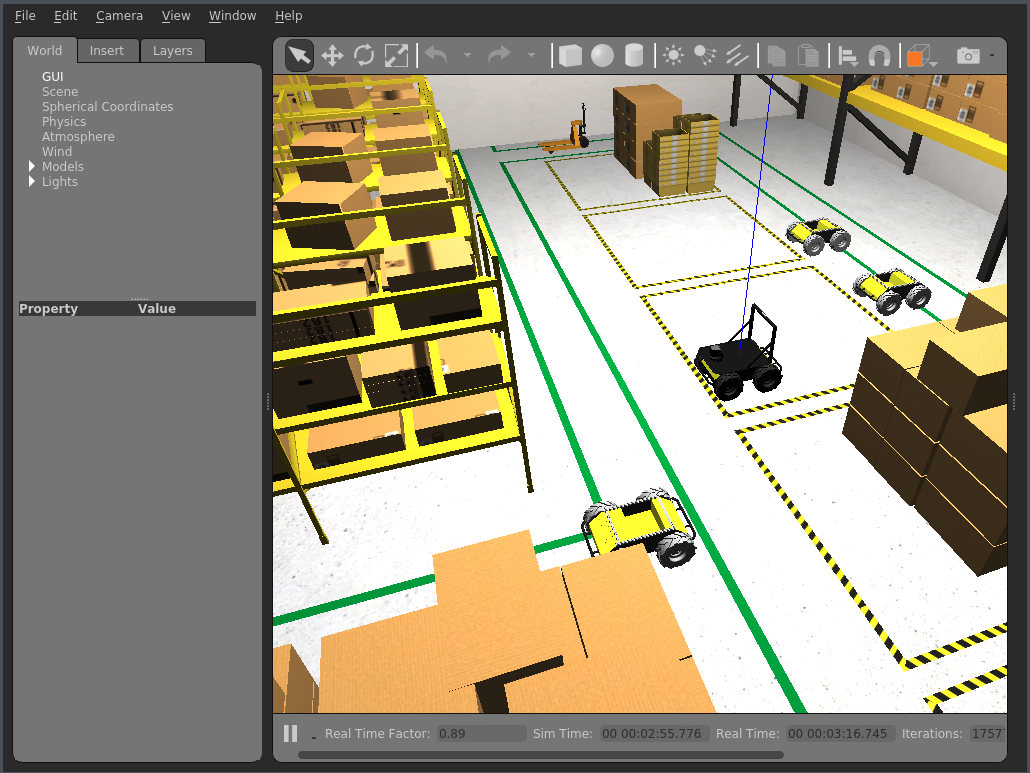 File Edit Camera View Window Help
World Insert Layers
GUI
Scene
Spherical Coordinates
Physics
Atmosphere
Wind
Models
Lights
Property Value
Real Time Factor: 0.89 Sim Time: 00 00:02:55.776 Real Time: 00 00:03:16.745 Iterations: 1757